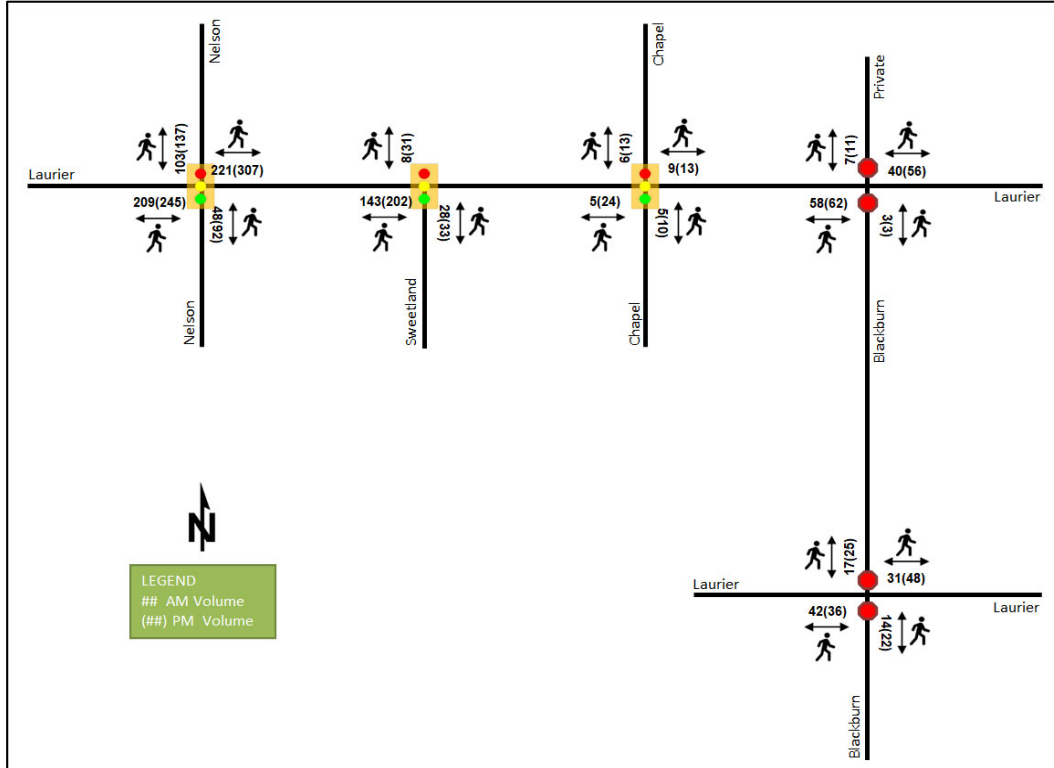 Nelson
Chapel
Private
103(137)
221(307)
8(31)
6(13)
9(13)
7(11)
40(56)
Laurier
Laurier
209(245)
48(92)
143(202)
28(33)
5(24)
5(10)
58(62)
3(3)
Nelson
Sweetland
Chapel
Blackburn
N
LEGEND
## AM Volume
(##) PM Volume
17(25)
31(48)
Laurier
Laurier
42(36)
14(22)
Blackburn